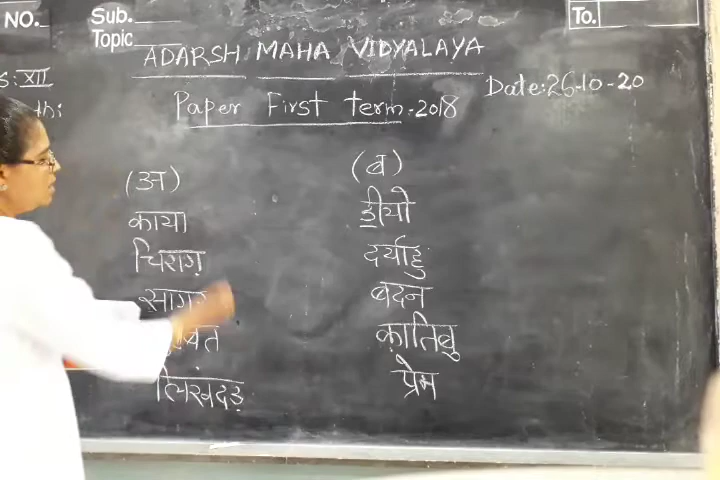 NO.
Sub.
Topic
To.
ADARSH MAHA VIDYALAYA
XII
Date:26-10-20
Paper First term-2018
(अ) (ब)
काया ॾीयो
चिराग़ दर्याहु
सागर बदन
क़ातिबु
लिखंदड़ प्रेम